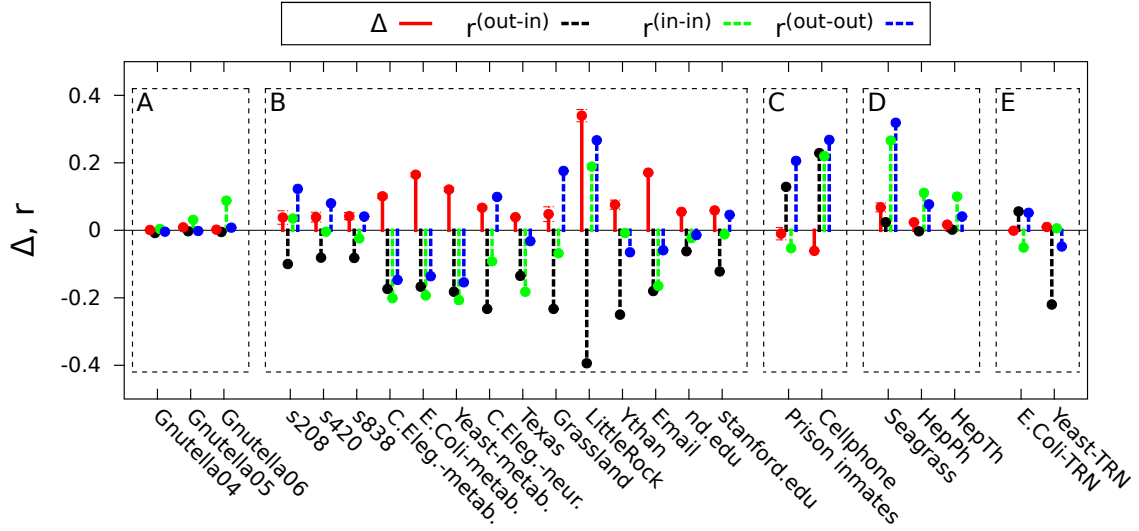 Δ r(out-in) r(in-in) r(out-out)
A B C D E
0.4
0.2
0
-0.2
-0.4
Δ, r
Gnutella04
Gnutella05
Gnutella06
s208
s420
s838
C.Eleg.-metab.
E.Coli-metab.
Yeast-metab.
C.Eleg.-neur.
Texas
Grassland
LittleRock
Ythan
Email
nd.edu
stanford.edu
Prison inmates
Cellphone
Seagrass
HepPh
HepTh
E.Coli-TRN
Yeast-TRN